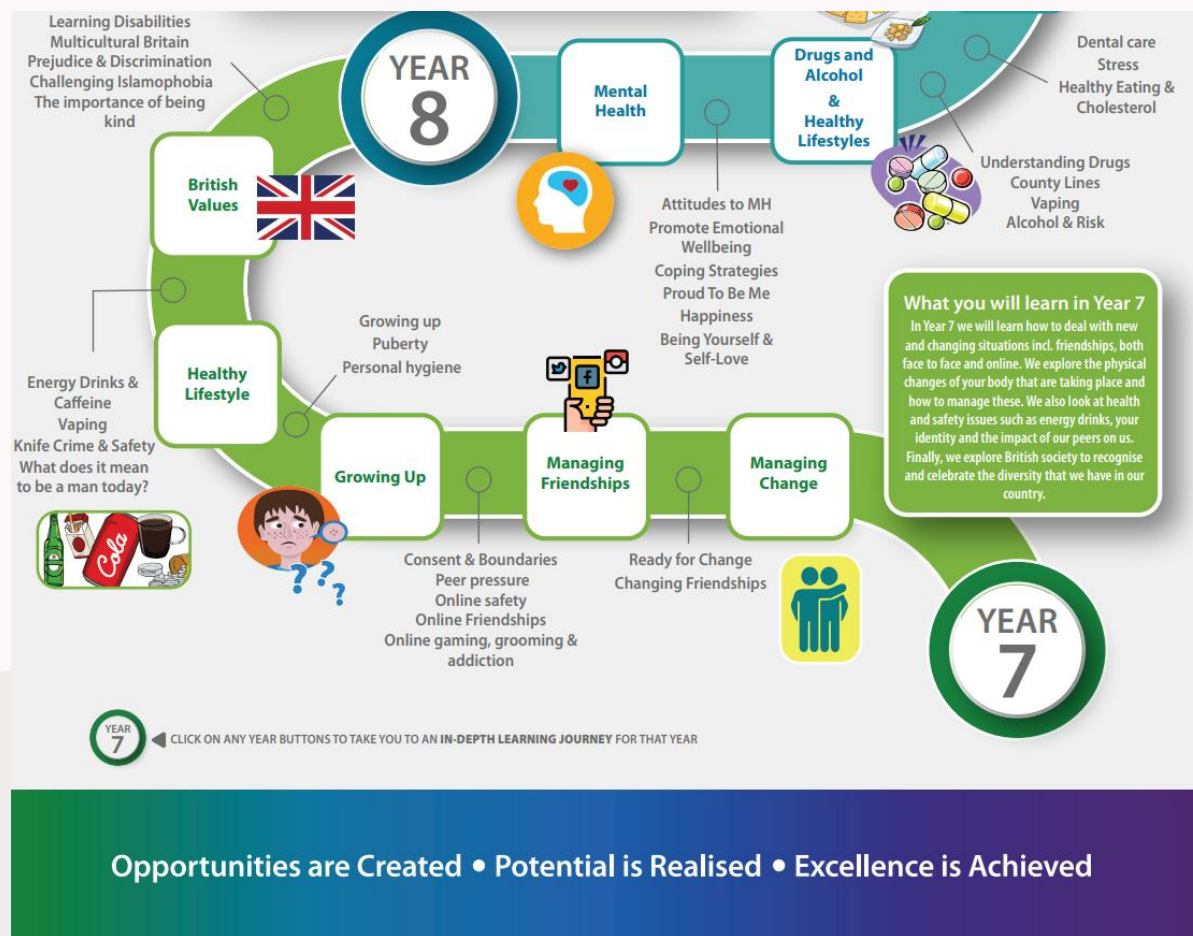 Learning Disabilities
Multicultural Britain
Prejudice & Discrimination
Challenging Islamophobia
The importance of being
kind
YEAR
8
Mental
Health
Drugs and
Alcohol
&
Healthy
Lifestyles
Dental care
Stress
Healthy Eating &
Cholesterol
British
Values
Attitudes to MH
Promote Emotional
Wellbeing
Coping Strategies
Proud To Be Me
Happiness
Being Yourself &
Self-Love
Understanding Drugs
County Lines
Vaping
Alcohol & Risk
What you will learn in Year 7
In Year 7 we will learn how to deal with new
and changing situations incl. friendships, both
face to face and online. We explore the physical
changes of your body that are taking place and
how to manage these. We also look at health
and safety issues such as energy drinks, your
identity and the impact of our peers on us.
Finally, we explore British society to recognise
and celebrate the diversity that we have in our
country.
Growing up
Puberty
Personal hygiene
Healthy
Lifestyle
Energy Drinks &
Caffeine
Vaping
Knife Crime & Safety
What does it mean
to be a man today?
Cola
Growing Up
f
Managing
Friendships
Managing
Change
? ? ?
Consent & Boundaries
Peer pressure
Online safety
Online Friendships
Online gaming, grooming &
addiction
Ready for Change
Changing Friendships
YEAR
7
YEAR
7
CLICK ON ANY YEAR BUTTONS TO TAKE YOU TO AN IN-DEPTH LEARNING JOURNEY FOR THAT YEAR
Opportunities are Created • Potential is Realised • Excellence is Achieved